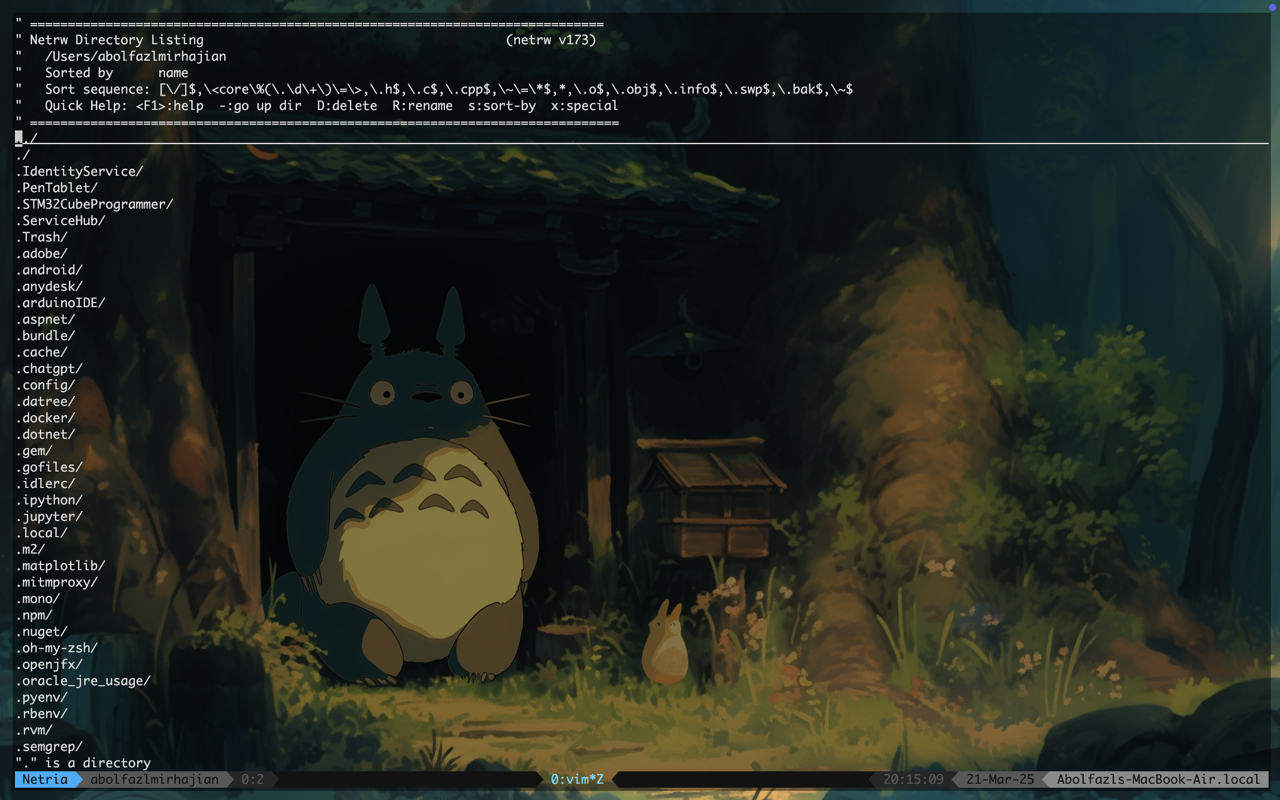 " ============================================================================
" Netrw Directory Listing                                        (netrw v173)
"   /Users/abolfazlmirhajian
"   Sorted by      name
"   Sort sequence: [\/]$,\<core\%(\.\d\+\)\=\>,\.h$,\.c$,\.cpp$,\~\=\*$,*,\.o$,\.obj$,\.info$,\.swp$,\.bak$,\~$
"   Quick Help: <F1>:help  -:go up dir  D:delete  R:rename  s:sort-by  x:special
" ==============================================================================
../
./
.IdentityService/
.PenTablet/
.STM32CubeProgrammer/
.ServiceHub/
.Trash/
.adobe/
.android/
.anydesk/
.arduinoIDE/
.aspnet/
.bundle/
.cache/
.chatgpt/
.config/
.datree/
.docker/
.dotnet/
.gem/
.gofiles/
.idlerc/
.ipython/
.jupyter/
.local/
.m2/
.matplotlib/
.mitmproxy/
.mono/
.npm/
.nuget/
.oh-my-zsh/
.openjfx/
.oracle_jre_usage/
.pyenv/
.rbenv/
.rvm/
.semgrep/
"." is a directory
Netria abolfazlmirhajian 0:2 0:vim*Z 20:15:09 21-Mar-25 Abolfazls-MacBook-Air.local